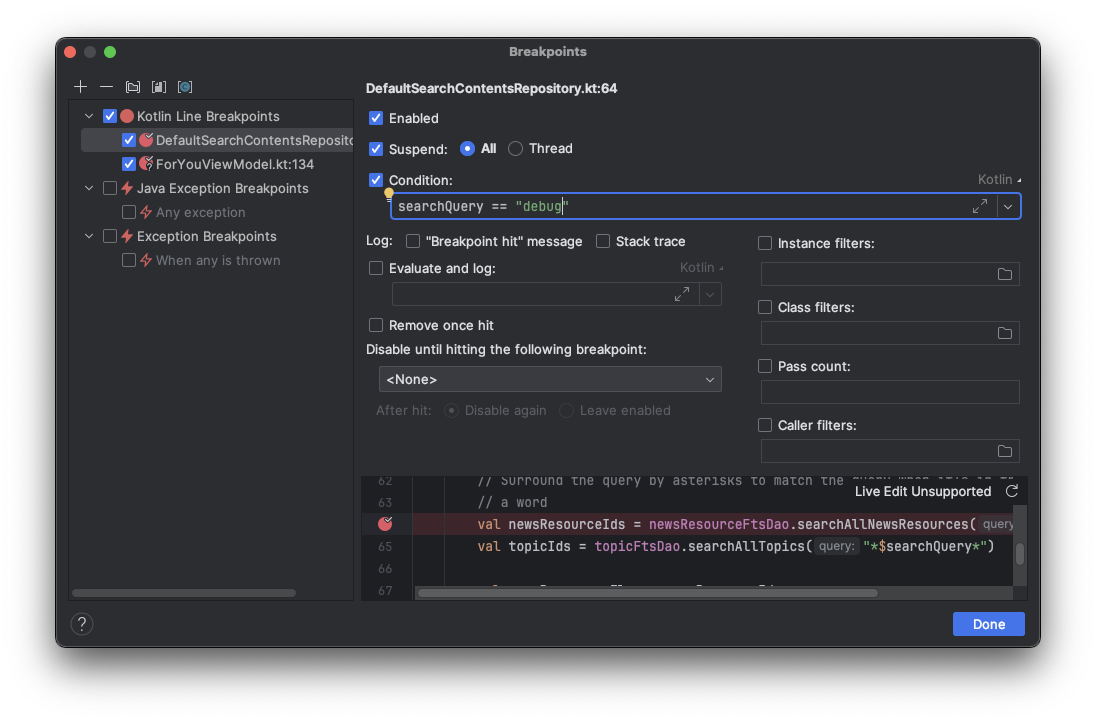 Breakpoints
DefaultSearchContentsRepository.kt:64
Kotlin Line Breakpoints
DefaultSearchContentsReposito
ForYouViewModel.kt:134
Java Exception Breakpoints
Any exception
Exception Breakpoints
When any is thrown
Enabled
Suspend: All Thread
Condition: Kotlin
searchQuery == "debug"
Log: "Breakpoint hit" message Stack trace
Evaluate and log: Kotlin
Remove once hit
Disable until hitting the following breakpoint:
<None>
After hit: Disable again Leave enabled
Instance filters:
Class filters:
Pass count:
Caller filters:
62 // Surround the query by asterisks to match the query when it's in
Live Edit Unsupported
63 // a word
val newsResourceIds = newsResourceFtsDao.searchAllNewsResources( query
65 val topicIds = topicFtsDao.searchAllTopics( query: "*$searchQuery*")
66
67
? Done